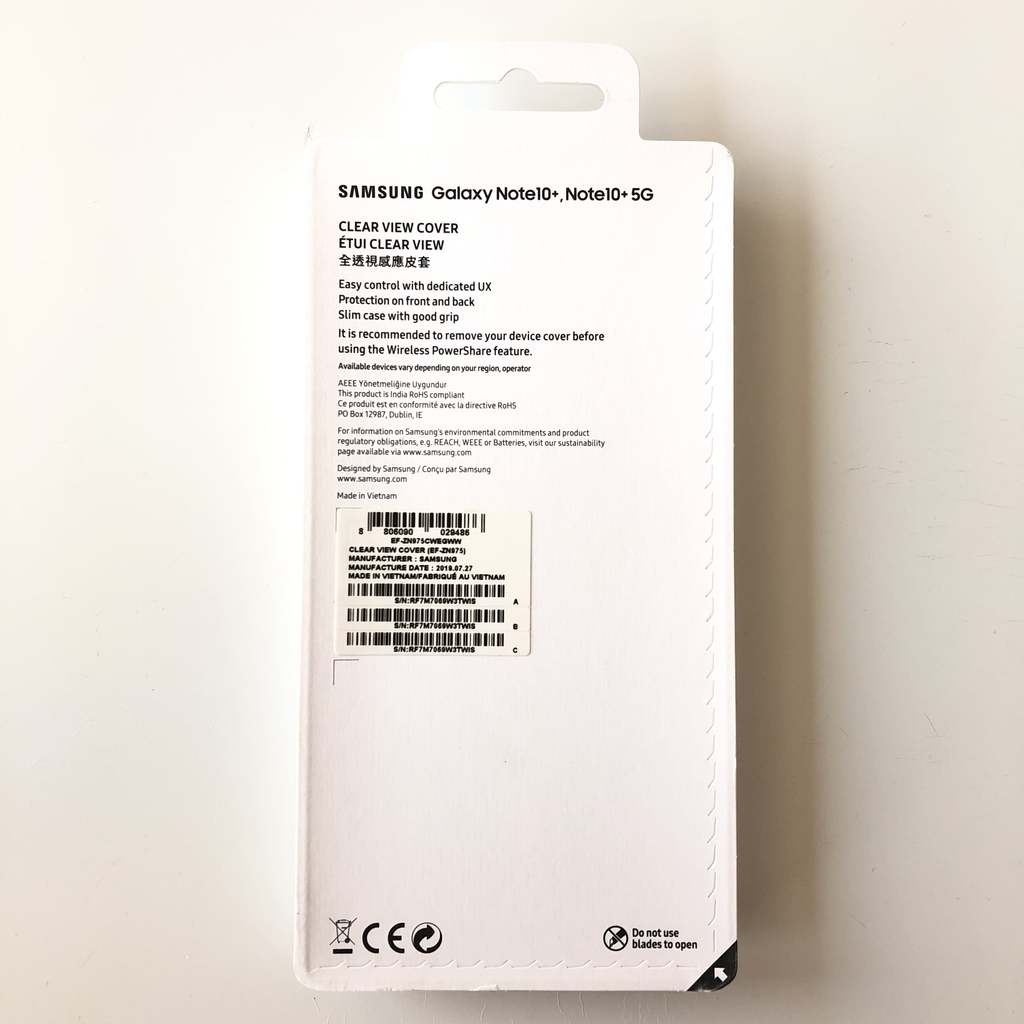 SAMSUNG Galaxy Note10+, Note10+ 5G
CLEAR VIEW COVER
ÉTUI CLEAR VIEW
全透視感應皮套
Easy control with dedicated UX
Protection on front and back
Slim case with good grip
It is recommended to remove your device cover before
using the Wireless PowerShare feature.
Available devices vary depending on your region, operator
AEEE Yönetmeliğine Uygundur
This product is India RoHS compliant
Ce produit est en conformité avec la directive RoHS
PO Box 12987, Dublin, IE
For information on Samsung's environmental commitments and product
regulatory obligations, e.g. REACH, WEEE or Batteries, visit our sustainability
page available via www.samsung.com
Designed by Samsung / Conçu par Samsung
www.samsung.com
Made in Vietnam
8 806090 029486
EF-ZN975CWEGWW
CLEAR VIEW COVER (EF-ZN975)
MANUFACTURER : SAMSUNG
MANUFACTURE DATE : 2019.07.27
MADE IN VIETNAM/FABRIQUÉ AU VIETNAM
S/N:RF7M7069W3TWIS A
S/N:RF7M7069W3TWIS B
S/N:RF7M7069W3TWIS C
CE
Do not use
blades to open